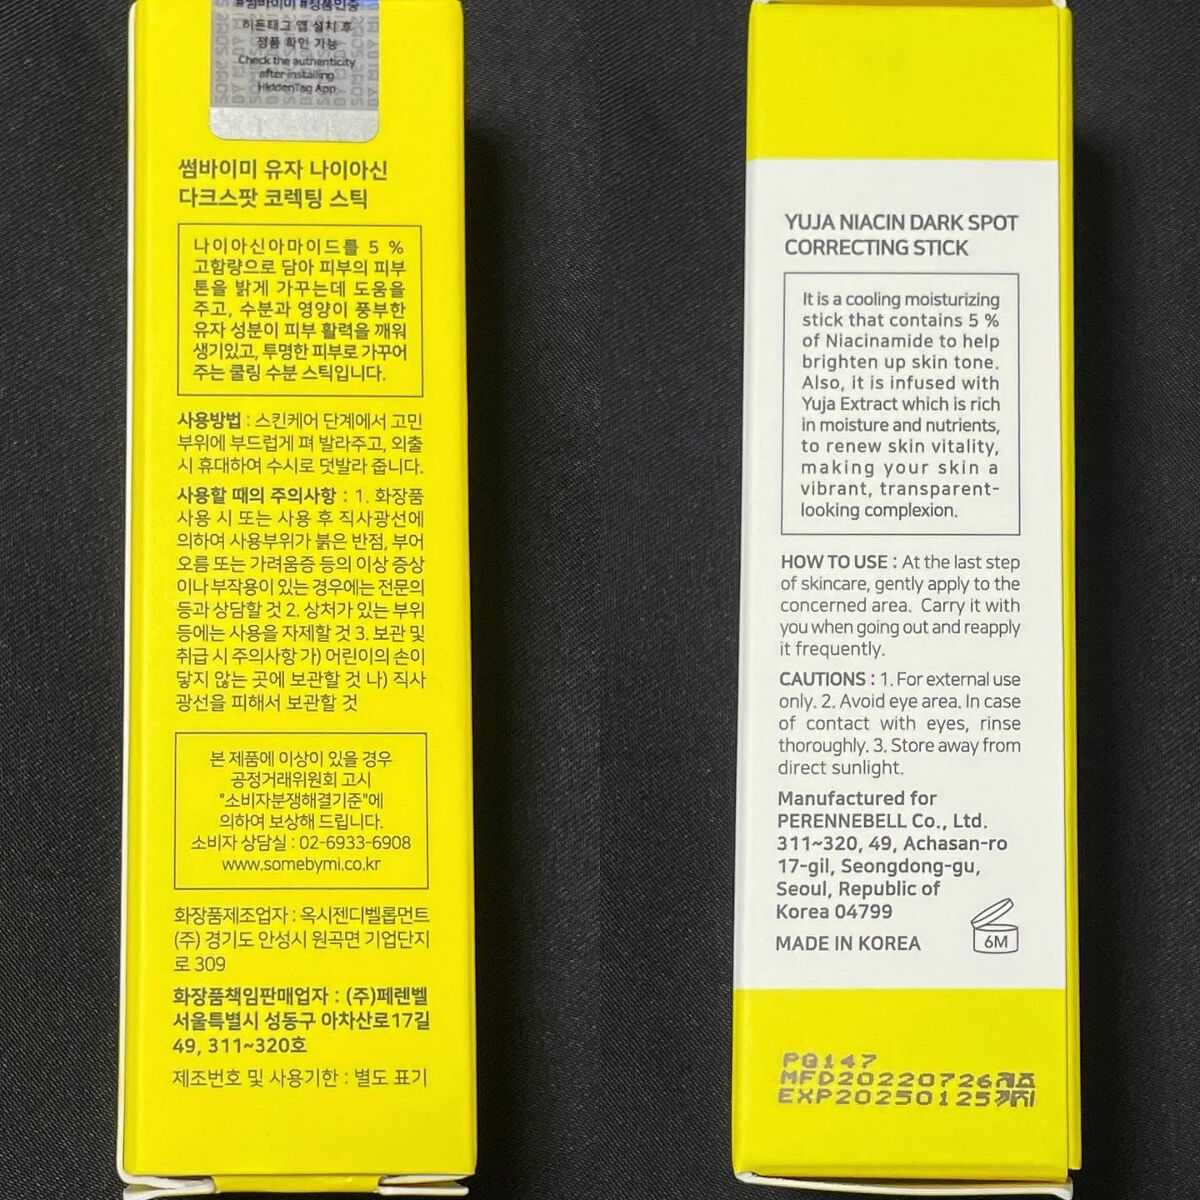 #썸바이미 #정품인증
히든태그 앱 설치 후
정품 확인 가능
Check the authenticity
after installing
HiddenTag App
썸바이미 유자 나이아신
다크스팟 코렉팅 스틱
나이아신아마이드를 5 %
고함량으로 담아 피부의 피부
톤을 밝게 가꾸는데 도움을
주고, 수분과 영양이 풍부한
유자 성분이 피부 활력을 깨워
생기있고, 투명한 피부로 가꾸어
주는 쿨링 수분 스틱입니다.
사용방법 : 스킨케어 단계에서 고민
부위에 부드럽게 펴 발라주고, 외출
시 휴대하여 수시로 덧발라 줍니다.
사용할 때의 주의사항 : 1. 화장품
사용 시 또는 사용 후 직사광선에
의하여 사용부위가 붉은 반점, 부어
오름 또는 가려움증 등의 이상 증상
이나 부작용이 있는 경우에는 전문의
등과 상담할 것 2. 상처가 있는 부위
등에는 사용을 자제할 것 3. 보관 및
취급 시 주의사항 가) 어린이의 손이
닿지 않는 곳에 보관할 것 나) 직사
광선을 피해서 보관할 것
본 제품에 이상이 있을 경우
공정거래위원회 고시
"소비자분쟁해결기준"에
의하여 보상해 드립니다.
소비자 상담실 : 02-6933-6908
www.somebymi.co.kr
화장품제조업자 : 옥시젠디벨롭먼트
(주) 경기도 안성시 원곡면 기업단지
로 309
화장품책임판매업자 : (주)페렌벨
서울특별시 성동구 아차산로17길
49, 311~320호
제조번호 및 사용기한 : 별도 표기
YUJA NIACIN DARK SPOT
CORRECTING STICK
It is a cooling moisturizing
stick that contains 5 %
of Niacinamide to help
brighten up skin tone.
Also, it is infused with
Yuja Extract which is rich
in moisture and nutrients,
to renew skin vitality,
making your skin a
vibrant, transparent-
looking complexion.
HOW TO USE : At the last step
of skincare, gently apply to the
concerned area. Carry it with
you when going out and reapply
it frequently.
CAUTIONS : 1. For external use
only. 2. Avoid eye area. In case
of contact with eyes, rinse
thoroughly. 3. Store away from
direct sunlight.
Manufactured for
PERENNEBELL Co., Ltd.
311~320, 49, Achasan-ro
17-gil, Seongdong-gu,
Seoul, Republic of
Korea 04799
MADE IN KOREA
6M
PG147
MFD20220726제조
EXP20250125까지